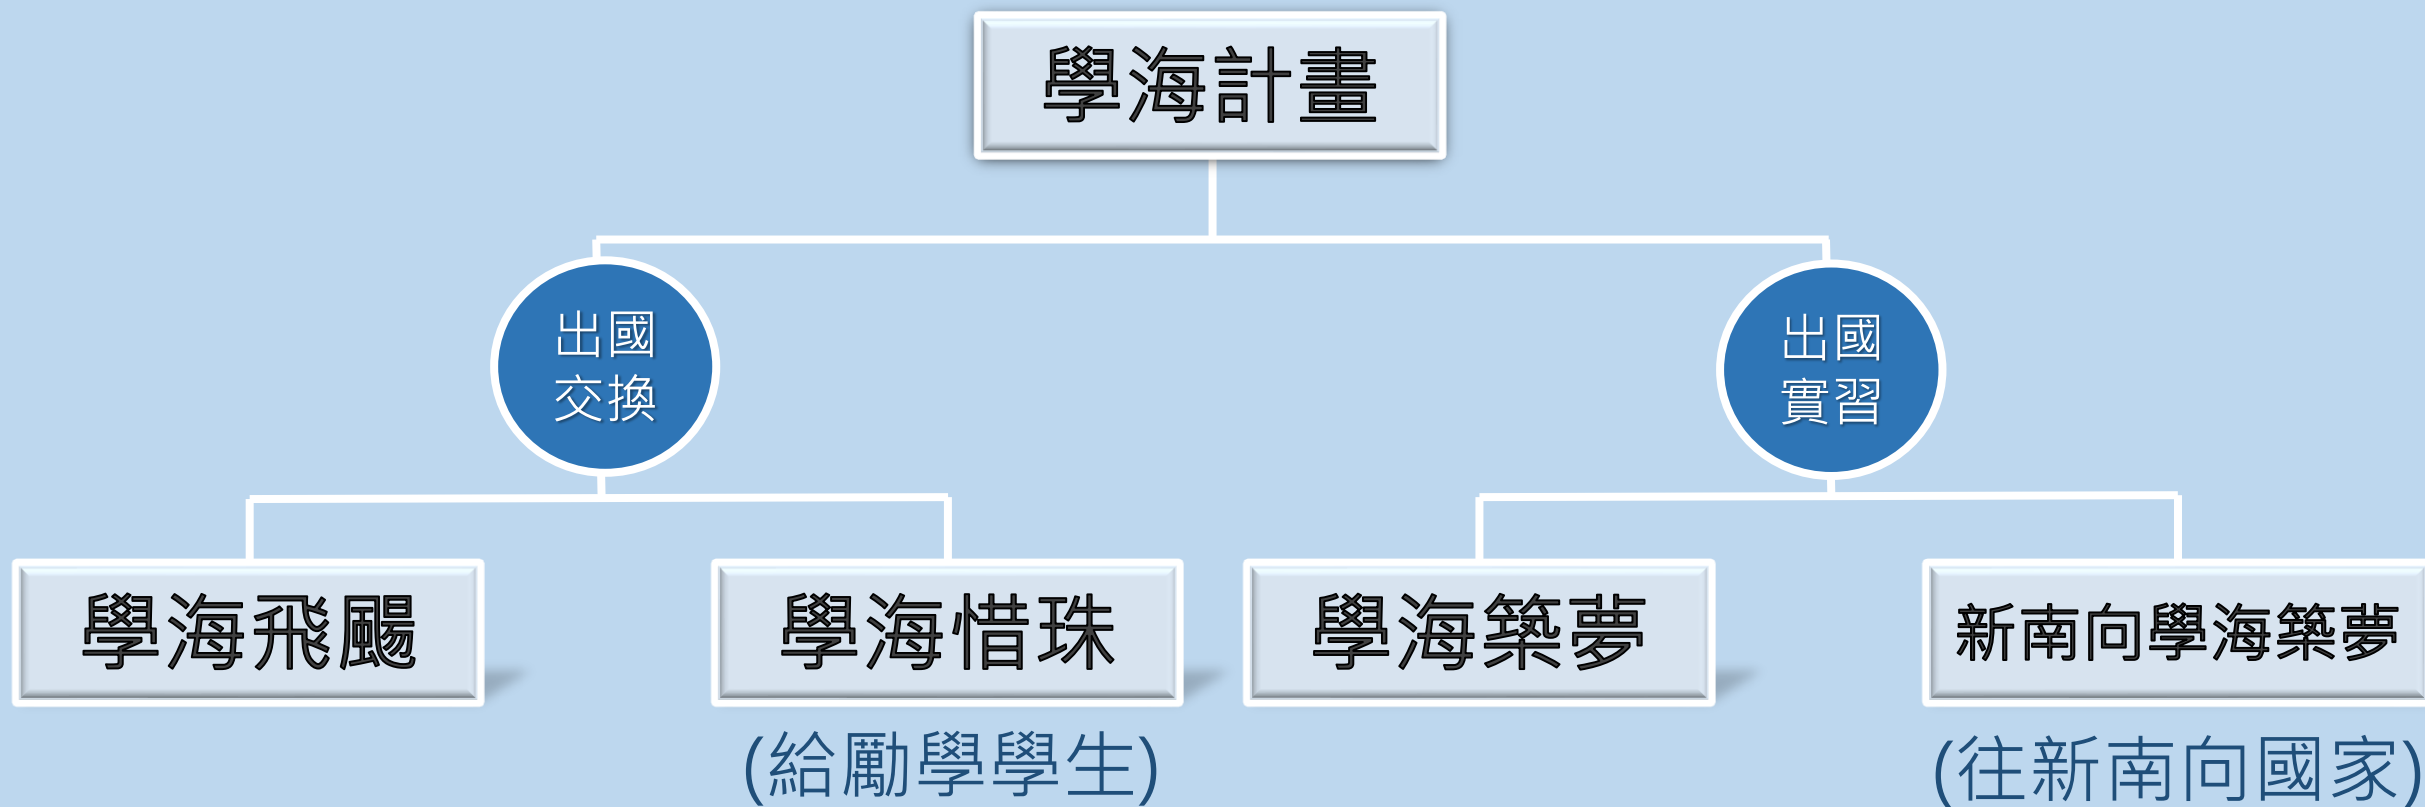 學海計畫
出國
交換
出國
實習
學海飛颺
學海惜珠
學海築夢
新南向學海築夢
(給勵學學生)
(往新南向國家)